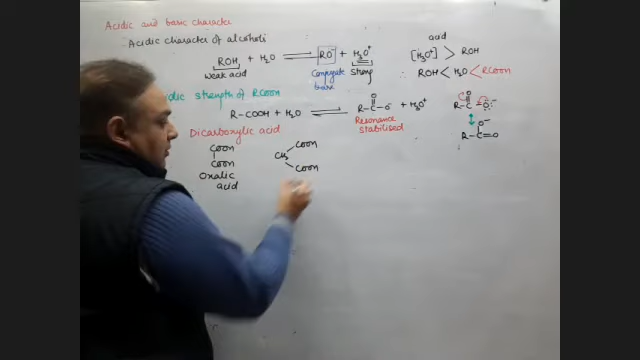 Acidic and basic character
Acidic character of alcohols
ROH + H₂O ⇌ RO⁻ + H₃O⁺
weak acid Conjugate base Strong
acid
[H₃O⁺] > ROH
ROH < H₂O < RCOOH
dic strength of RCOOH
R-COOH + H₂O ⇌ R-C-O⁻ + H₃O⁺
O
Resonance stabilised
R-C-O⁻
O
O⁻
R-C=O
Dicarboxylic acid
COOH
COOH
Oxalic
acid
COOH
CH₂
COOH